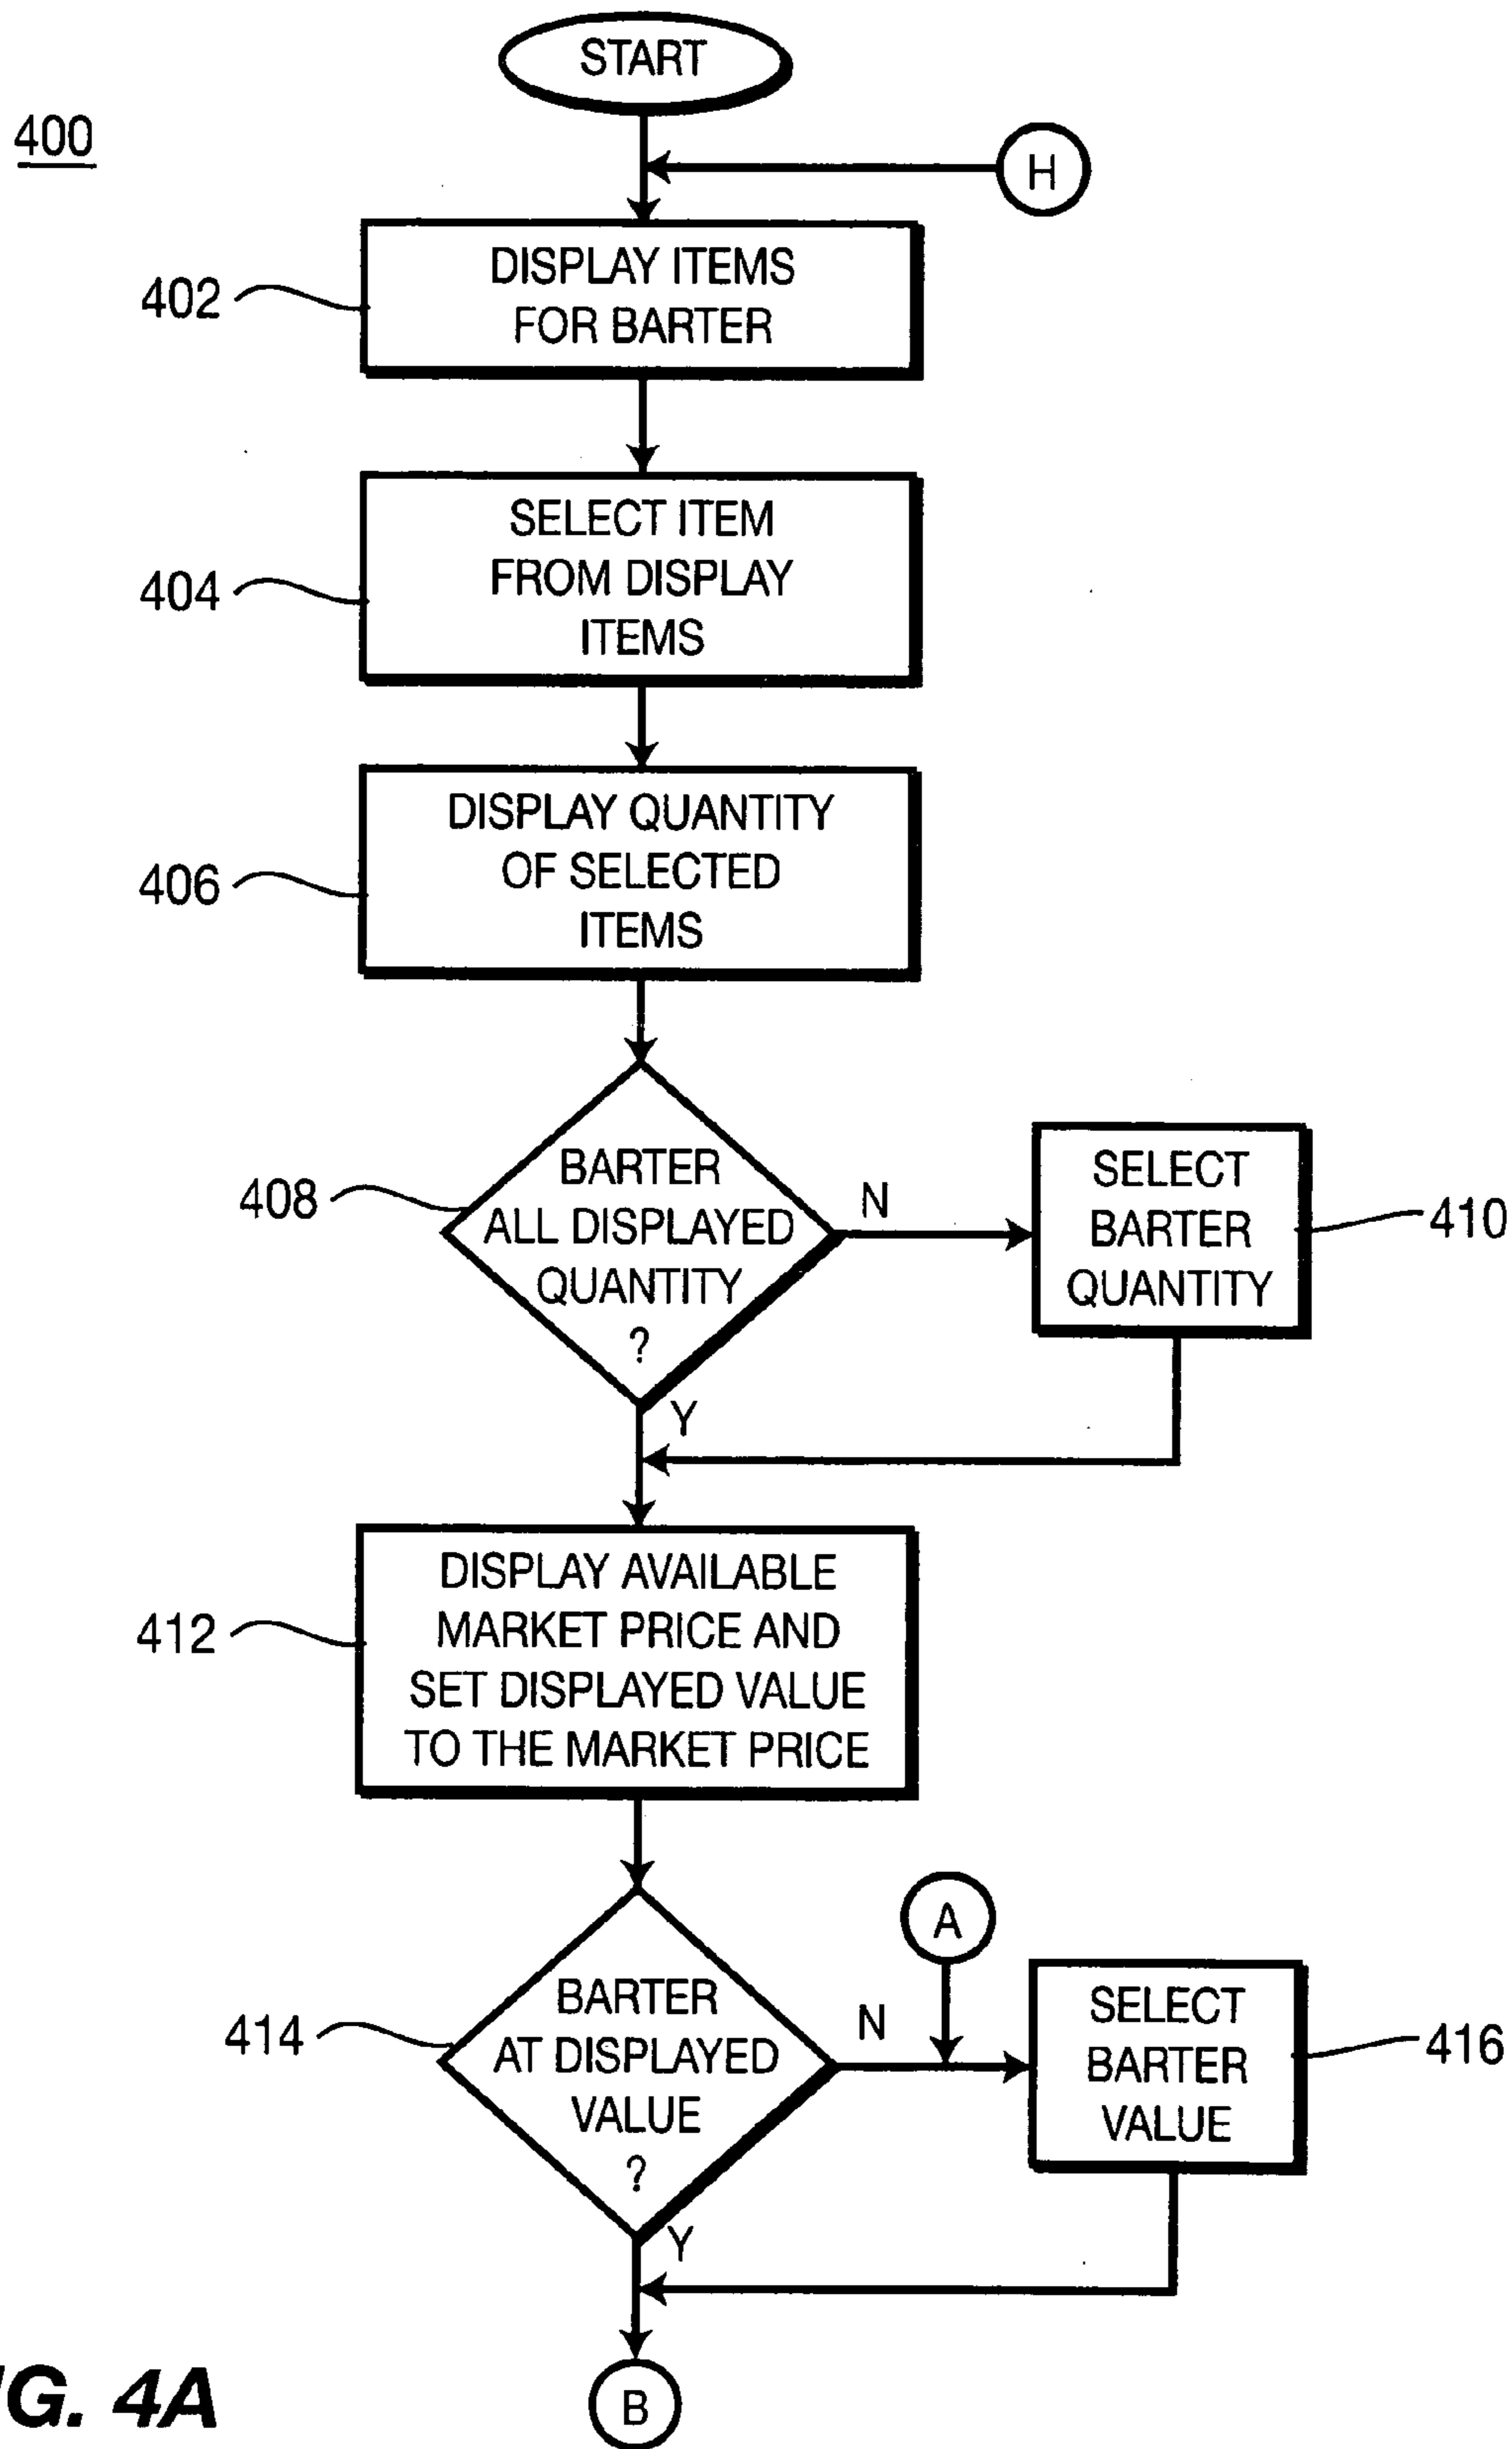 START
400
H
DISPLAY ITEMS
FOR BARTER
402
SELECT ITEM
FROM DISPLAY
ITEMS
404
DISPLAY QUANTITY
OF SELECTED
ITEMS
406
BARTER
ALL DISPLAYED
QUANTITY
?
408
N
SELECT
BARTER
QUANTITY
410
Y
DISPLAY AVAILABLE
MARKET PRICE AND
SET DISPLAYED VALUE
TO THE MARKET PRICE
412
A
BARTER
AT DISPLAYED
VALUE
?
414
N
SELECT
BARTER
VALUE
416
Y
B
G. 4A